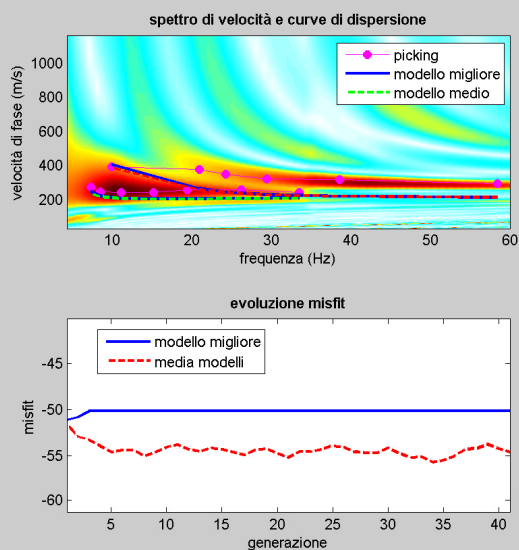 spettro di velocità e curve di dispersione
velocità di fase (m/s)
1000
800
600
400
200
picking
modello migliore
modello medio
10 20 30 40 50 60
frequenza (Hz)
evoluzione misfit
misfit
-45
-50
-55
-60
modello migliore
media modelli
5 10 15 20 25 30 35 40
generazione